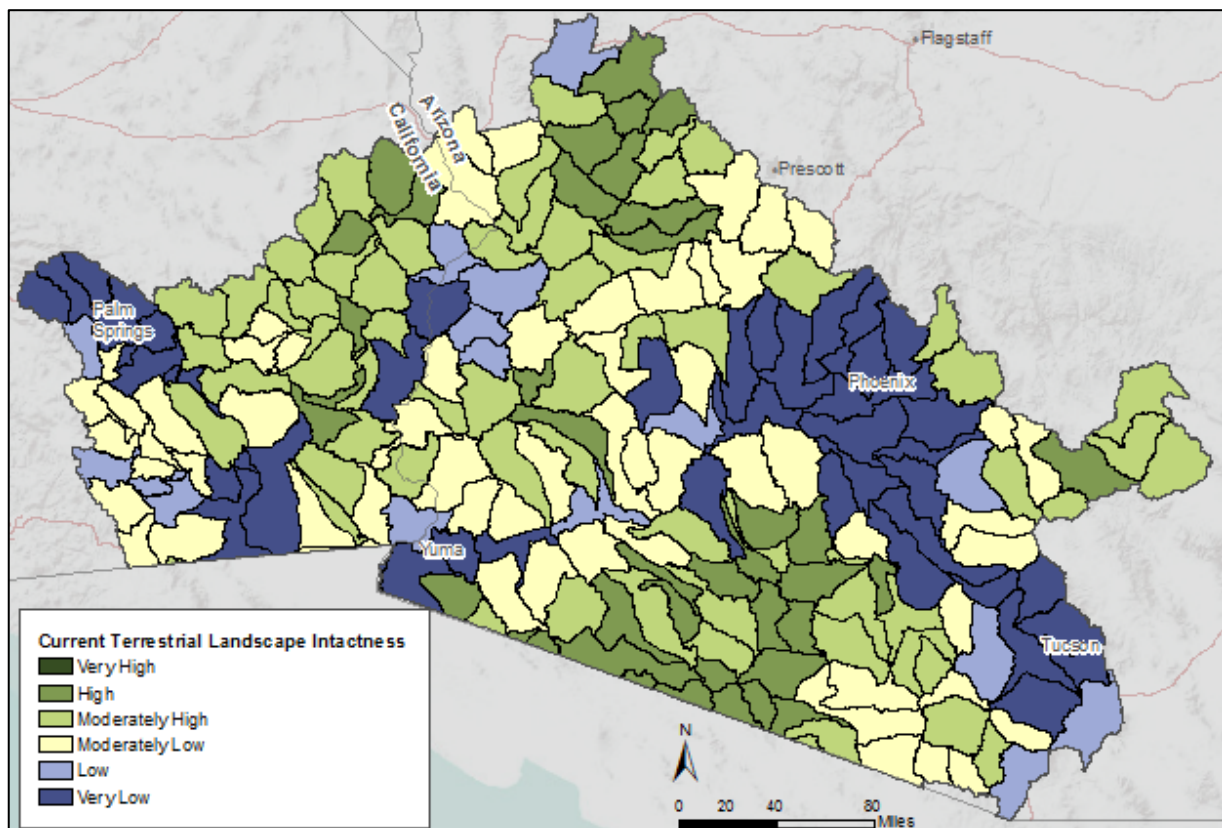 Flagstaff
Arizona
California
Prescott
Palm
Springs
Phoenix
Yuma
Tucson
Current Terrestrial Landscape Intactness
Very High
High
Moderately High
Moderately Low
Low
Very Low
N
0 20 40 80
Miles